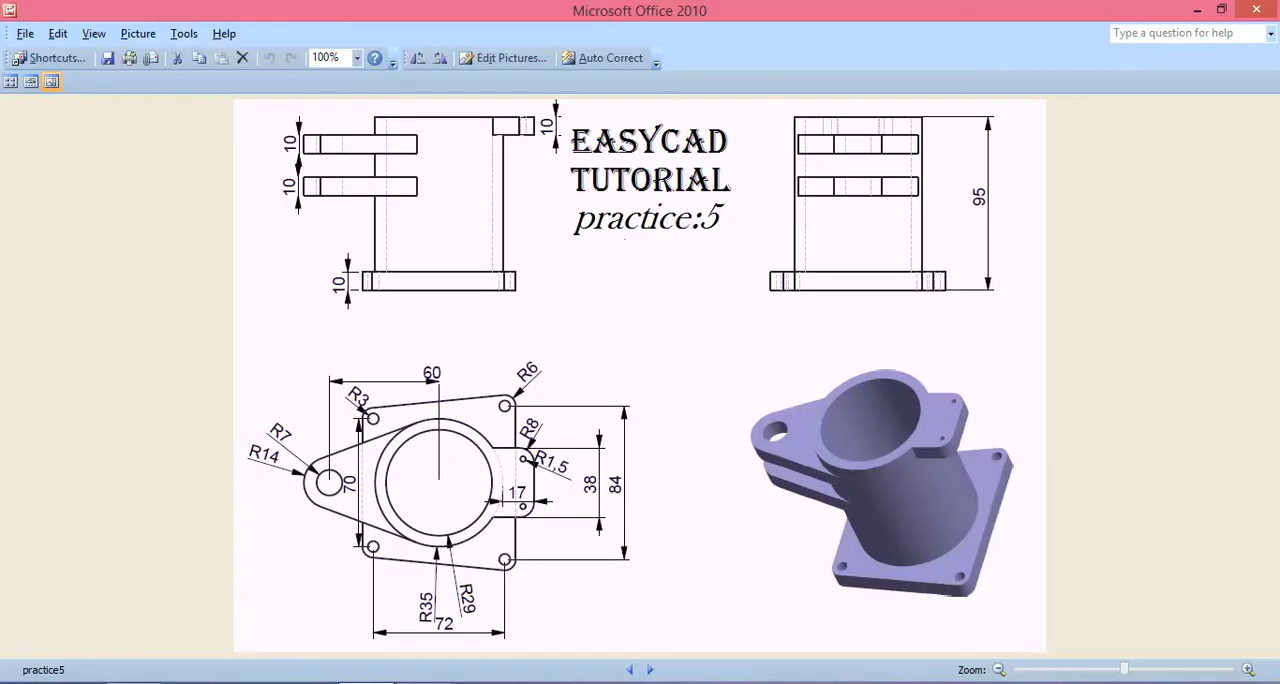 Microsoft Office 2010
File Edit View Picture Tools Help
Type a question for help
Shortcuts...
100%
Edit Pictures...
Auto Correct
10
10
10
10
EASYCAD
TUTORIAL
practice:5
95
60
R6
R3
R7
R14
R8
R1,5
70
17
38
84
R35
R29
72
practice5
Zoom: